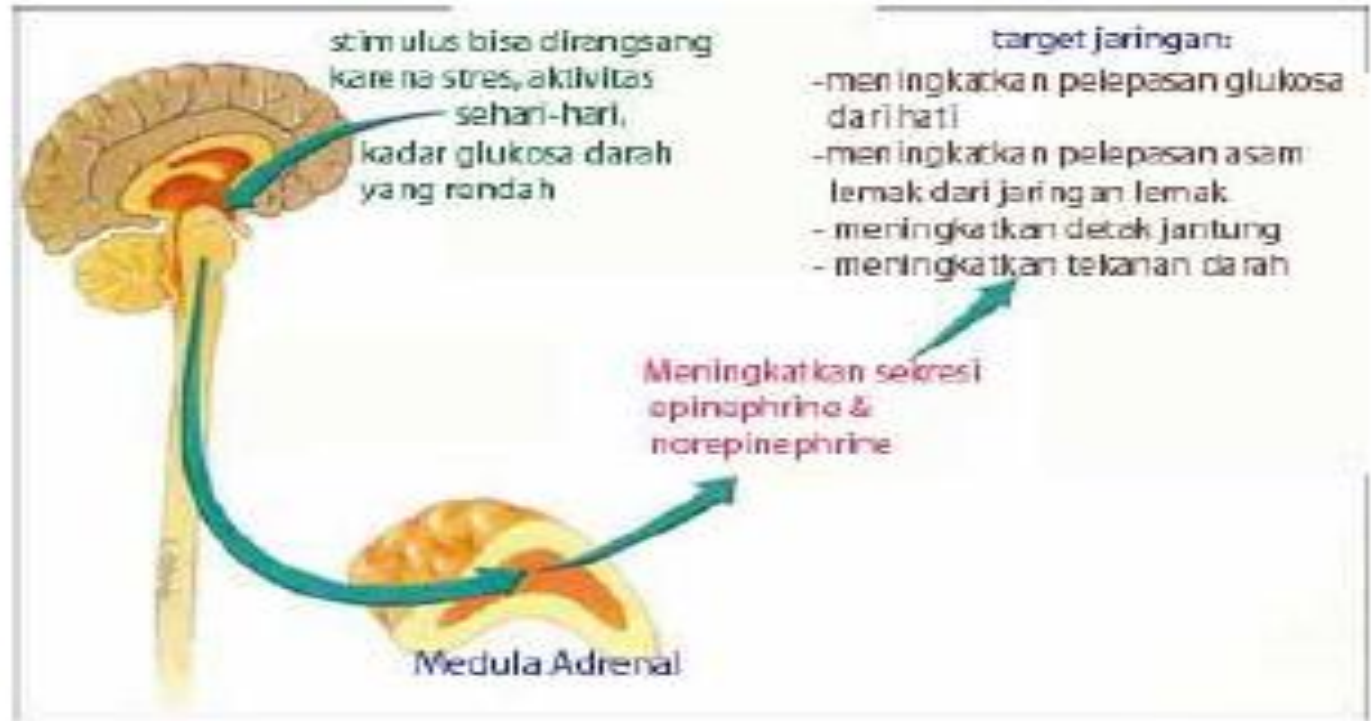 stimulus bisa dirangsang
karena stres, aktivitas
sehari-hari,
kadar glukosa darah
yang rendah
target jaringan:
-meningkatkan pelepasan glukosa
dari hati
-meningkatkan pelepasan asam
lemak dari jaringan lemak
- meningkatkan detak jantung
- meningkatkan tekanan darah
Meningkatkan sekresi
epinephrine &
norepinephrine
Medula Adrenal